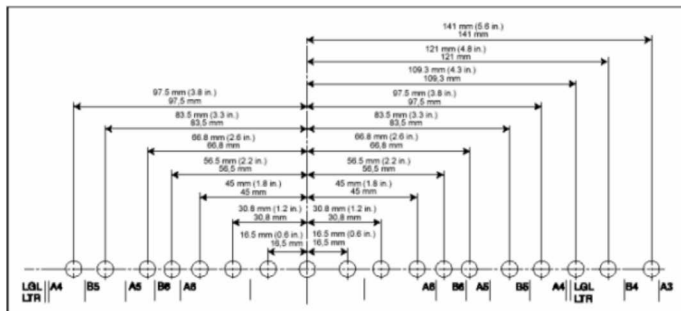 141 mm (5.6 in.)
141 mm
121 mm (4.8 in.)
121 mm
109.3 mm (4.3 in.)
109,3 mm
97.5 mm (3.8 in.) 97.5 mm (3.8 in.)
97,5 mm 97,5 mm
83.5 mm (3.3 in.) 83.5 mm (3.3 in.)
83,5 mm 83,5 mm
66.8 mm (2.6 in.) 66.8 mm (2.6 in.)
66,8 mm 66,8 mm
56.5 mm (2.2 in.) 56.5 mm (2.2 in.)
56,5 mm 56,5 mm
45 mm (1.8 in.) 45 mm (1.8 in.)
45 mm 45 mm
30.8 mm (1.2 in.) 30.8 mm (1.2 in.)
30,8 mm 30,8 mm
16.5 mm (0.6 in.) 16.5 mm (0.6 in.)
16,5 mm 16,5 mm
LGL A4 B5 A5 B6 A6 A6 B6 A5 B5 A4 LGL B4 A3
LTR LTR